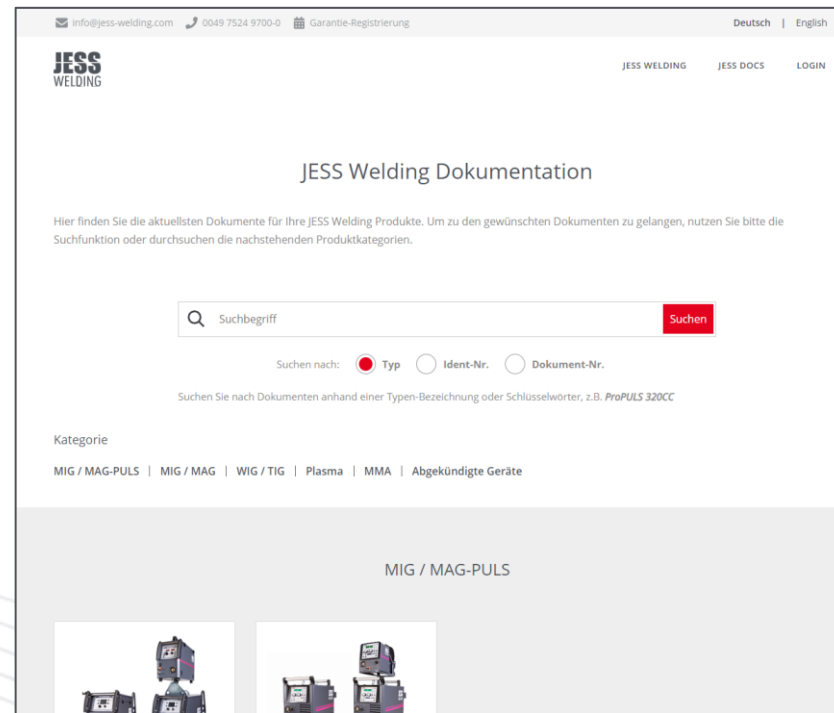 info@jess-welding.com 0049 7524 9700-0 Garantie-Registrierung Deutsch | English
JESS
WELDING
JESS WELDING JESS DOCS LOGIN
JESS Welding Dokumentation
Hier finden Sie die aktuellsten Dokumente für Ihre JESS Welding Produkte. Um zu den gewünschten Dokumenten zu gelangen, nutzen Sie bitte die
Suchfunktion oder durchsuchen die nachstehenden Produktkategorien.
Suchbegriff Suchen
Suchen nach: Typ Ident-Nr. Dokument-Nr.
Suchen Sie nach Dokumenten anhand einer Typen-Bezeichnung oder Schlüsselwörter, z.B. ProPULS 320CC
Kategorie
MIG / MAG-PULS | MIG / MAG | WIG / TIG | Plasma | MMA | Abgekündigte Geräte
MIG / MAG-PULS